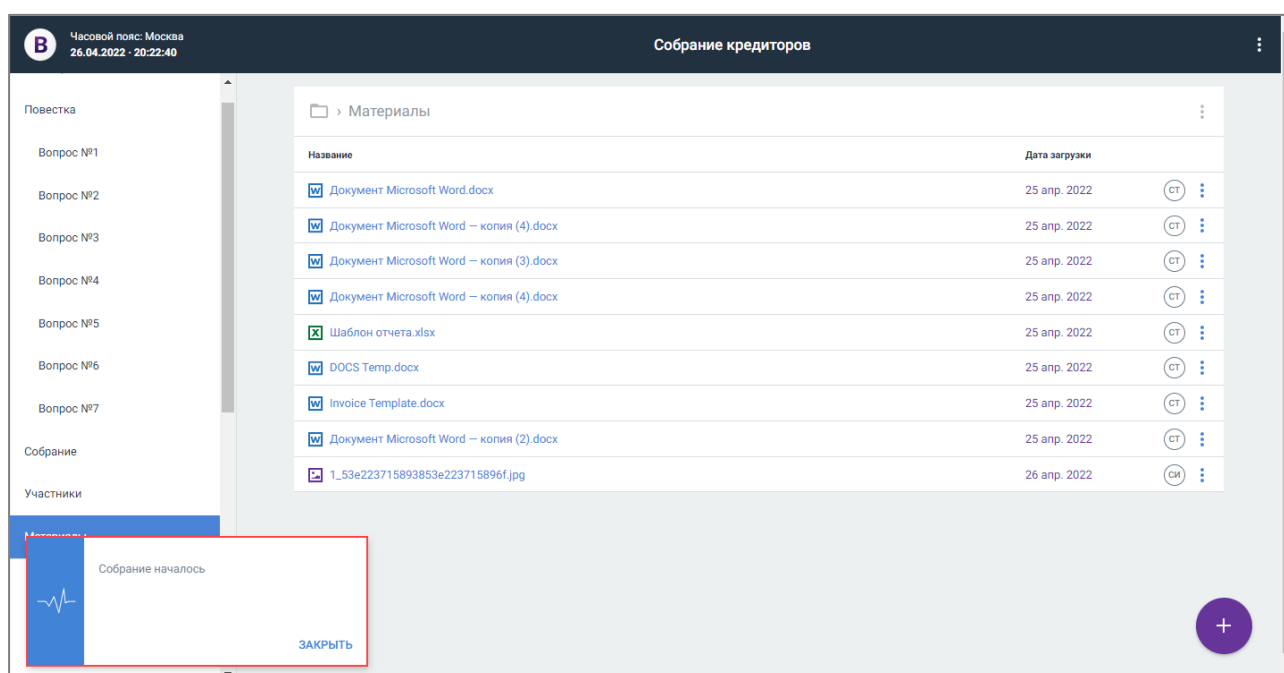 B
Часовой пояс: Москва
26.04.2022 · 20:22:40
Собрание кредиторов
Повестка
Вопрос №1
Вопрос №2
Вопрос №3
Вопрос №4
Вопрос №5
Вопрос №6
Вопрос №7
Собрание
Участники
Материалы
› Материалы
Название Дата загрузки
Документ Microsoft Word.docx 25 апр. 2022 СТ
Документ Microsoft Word — копия (4).docx 25 апр. 2022 СТ
Документ Microsoft Word — копия (3).docx 25 апр. 2022 СТ
Документ Microsoft Word — копия (4).docx 25 апр. 2022 СТ
Шаблон отчета.xlsx 25 апр. 2022 СТ
DOCS Temp.docx 25 апр. 2022 СТ
Invoice Template.docx 25 апр. 2022 СТ
Документ Microsoft Word — копия (2).docx 25 апр. 2022 СТ
1_53e223715893853e223715896f.jpg 26 апр. 2022 СИ
Собрание началось
ЗАКРЫТЬ